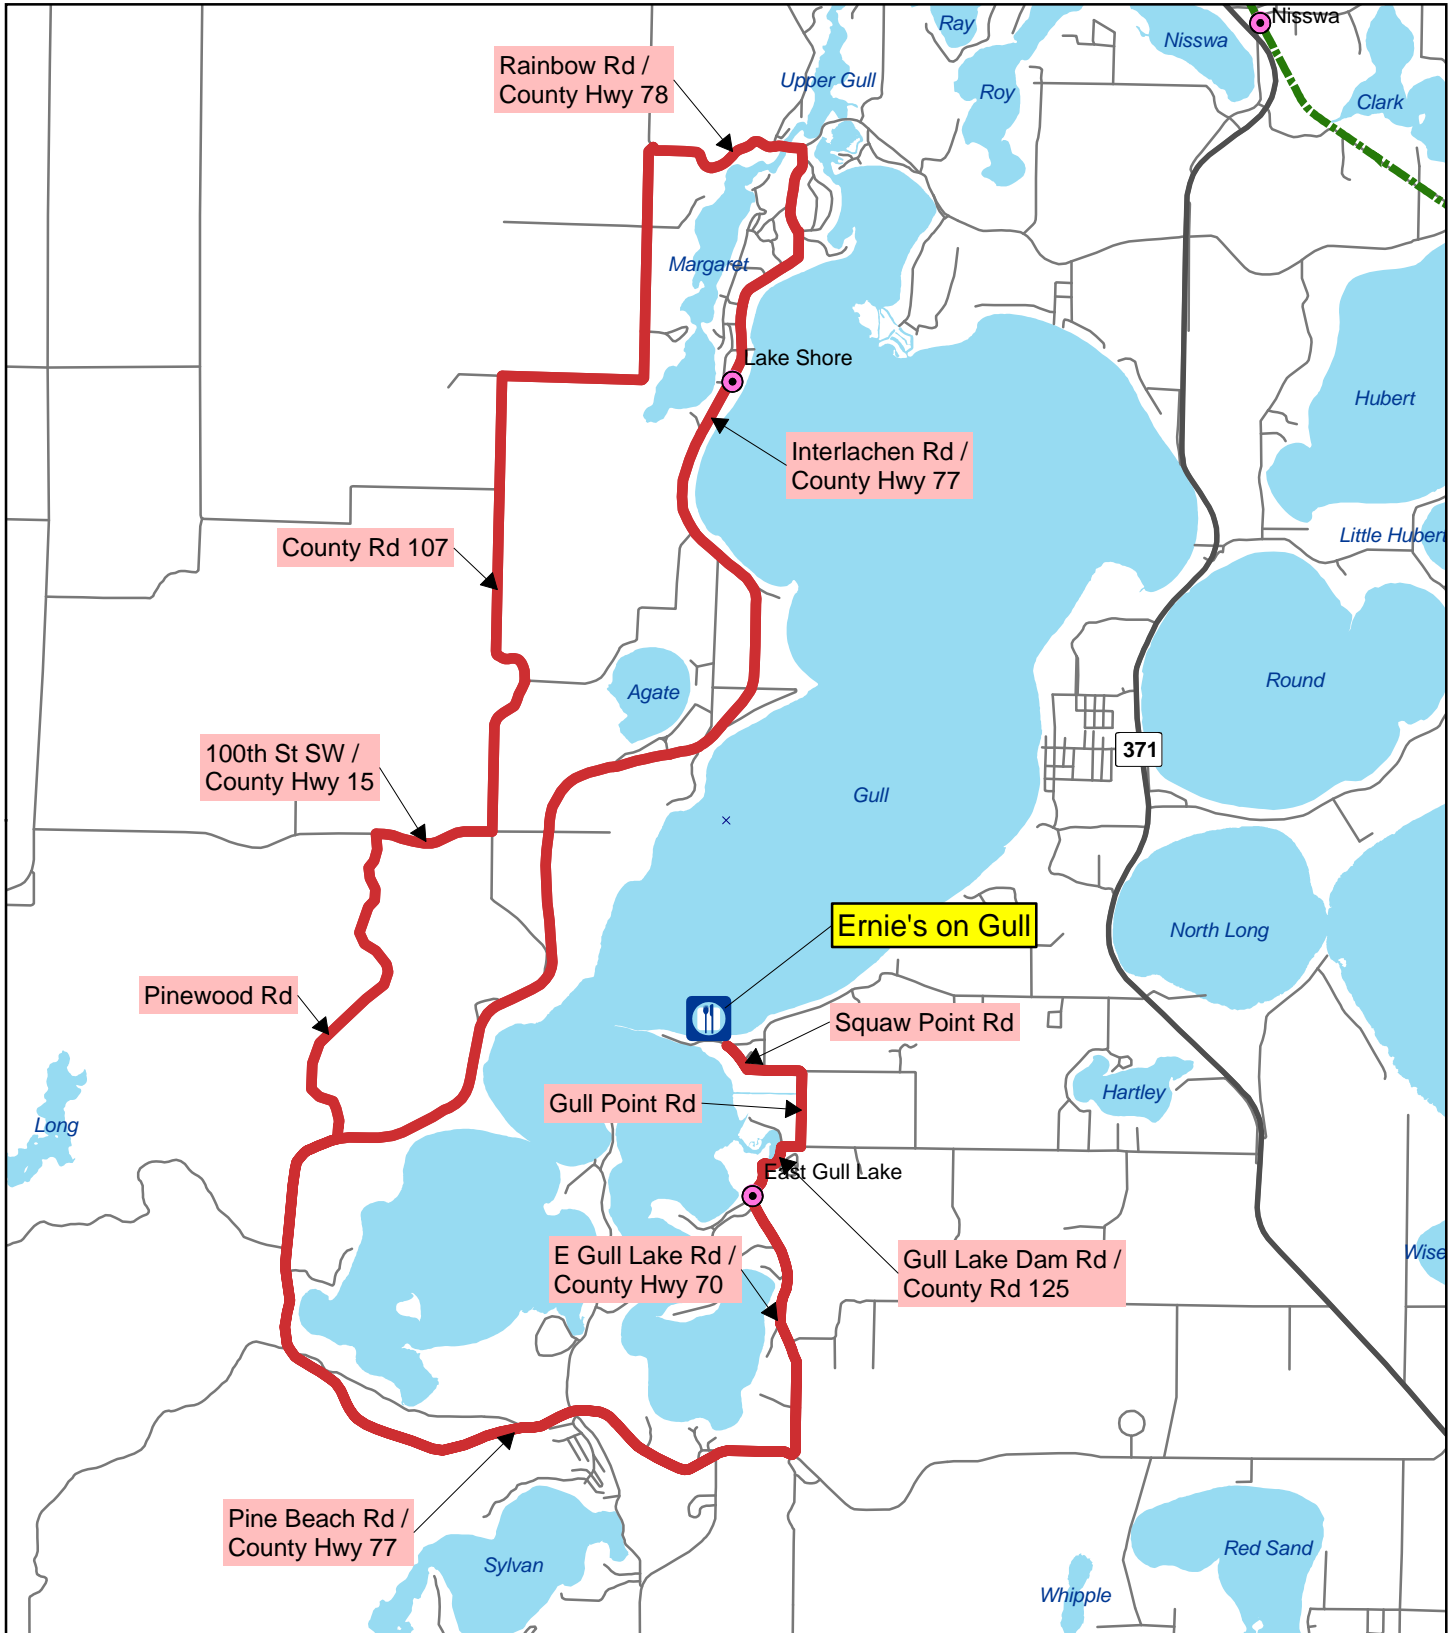 Nisswa
Ray
Nisswa
Rainbow Rd /
County Hwy 78
Upper Gull
Roy
Clark
Margaret
Lake Shore
Hubert
Interlachen Rd /
County Hwy 77
Little Hubert
County Rd 107
Round
Agate
371
100th St SW /
County Hwy 15
Gull
Ernie's on Gull
North Long
Pinewood Rd
Squaw Point Rd
Hartley
Gull Point Rd
Long
East Gull Lake
E Gull Lake Rd /
County Hwy 70
Gull Lake Dam Rd /
County Rd 125
Wise
Pine Beach Rd /
County Hwy 77
Sylvan
Red Sand
Whipple